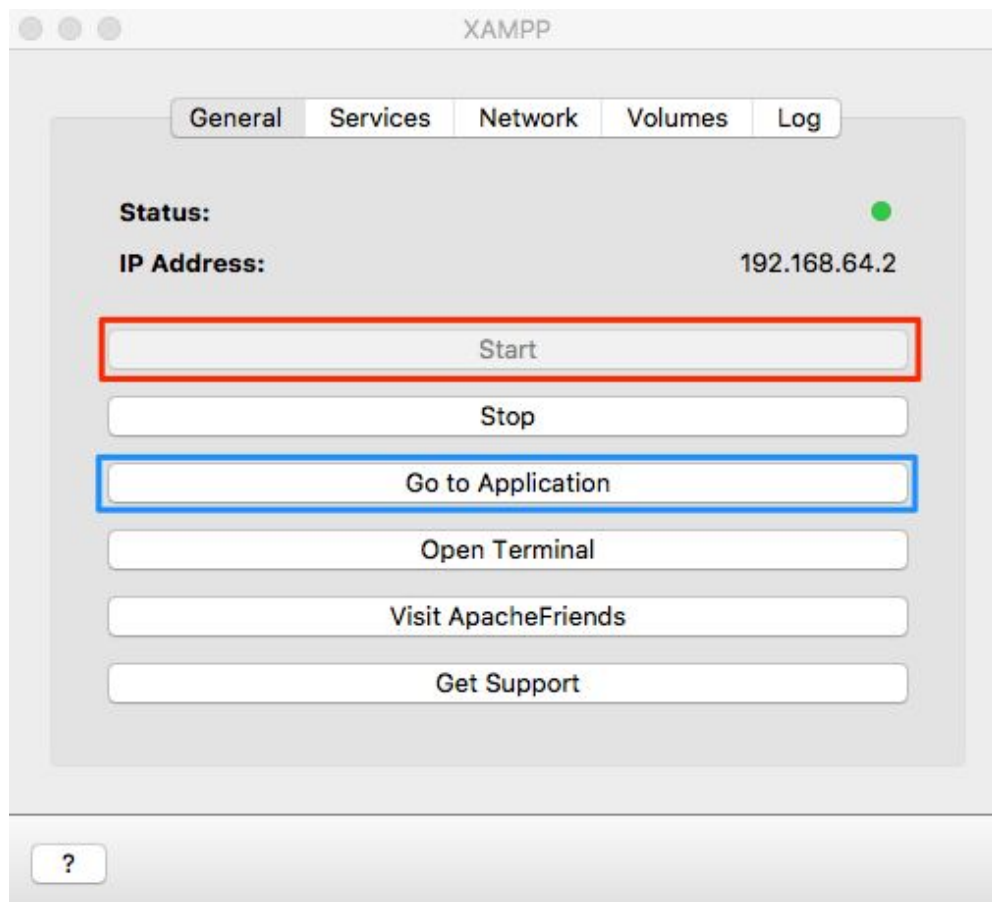 XAMPP
General Services Network Volumes Log
Status:
IP Address: 192.168.64.2
Start
Stop
Go to Application
Open Terminal
Visit ApacheFriends
Get Support
?